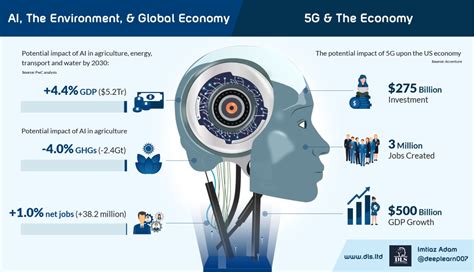 AI, The Environment, & Global Economy
Potential impact of AI in agriculture, energy,
transport and water by 2030:
Source: PwC analysis
+4.4% GDP ($5.2Tr)
Potential impact of AI in agriculture
-4.0% GHGs (-2.4Gt)
+1.0% net jobs (+38.2 million)
5G & The Economy
The potential impact of 5G upon the US economy
Source: Accenture
$275 Billion
Investment
3 Million
Jobs Created
$500 Billion
GDP Growth
www.dls.ltd
DLS
Imtiaz Adam
@deeplearn007